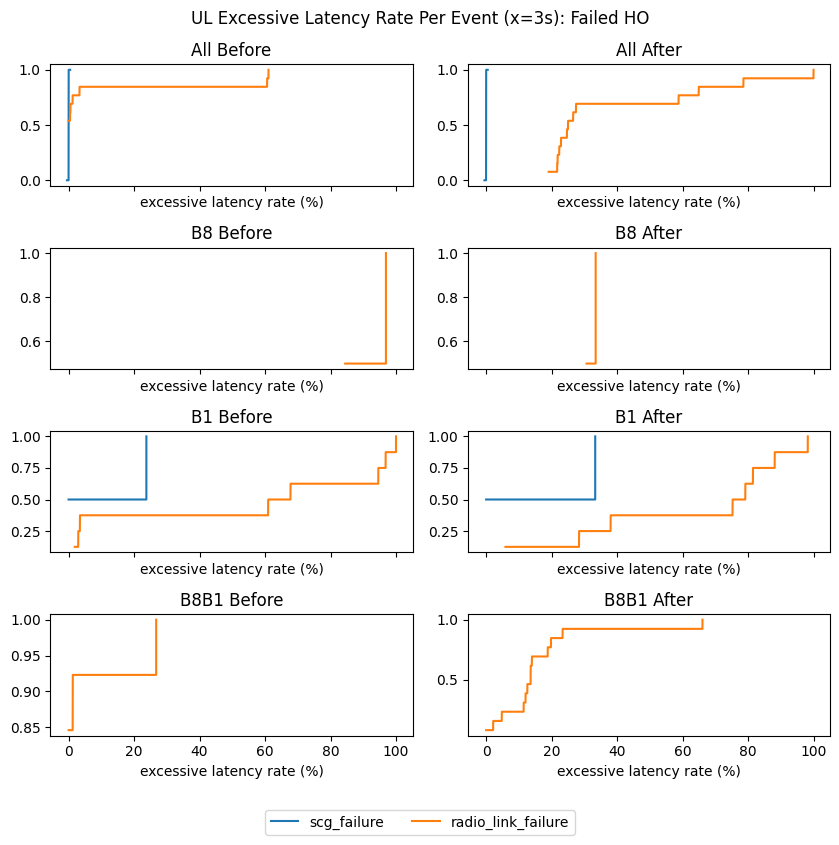 UL Excessive Latency Rate Per Event (x=3s): Failed HO
All Before
All After
1.0
0.5
0.0
excessive latency rate (%)
1.0
0.5
0.0
excessive latency rate (%)
B8 Before
B8 After
1.0
0.8
0.6
excessive latency rate (%)
1.0
0.8
0.6
excessive latency rate (%)
B1 Before
B1 After
1.00
0.75
0.50
0.25
excessive latency rate (%)
1.00
0.75
0.50
0.25
excessive latency rate (%)
B8B1 Before
B8B1 After
1.00
0.95
0.90
0.85
0 20 40 60 80 100
excessive latency rate (%)
1.0
0.5
0 20 40 60 80 100
excessive latency rate (%)
scg_failure radio_link_failure